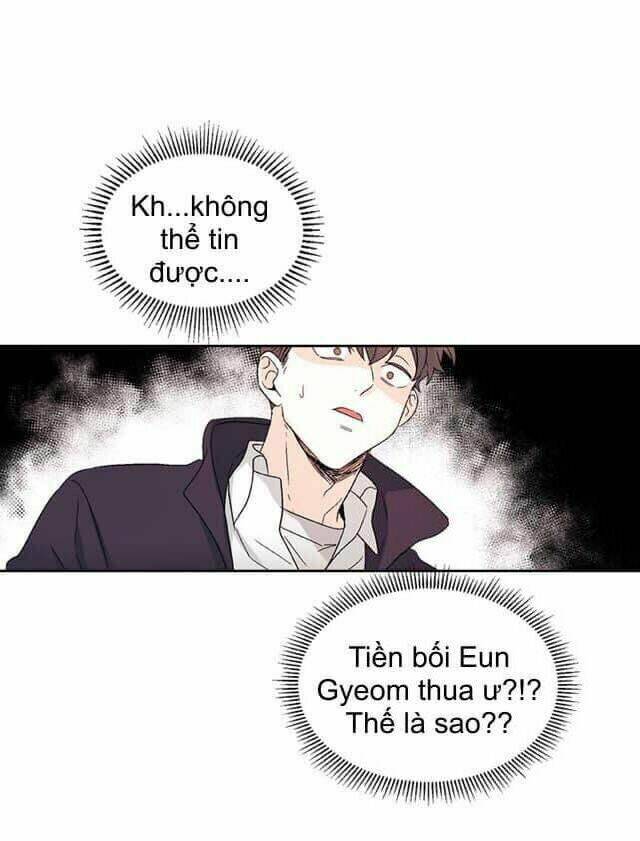 Kh...không
thể tin
được....
Tiền bối Eun
Gyeom thua ư?!?
Thế là sao??